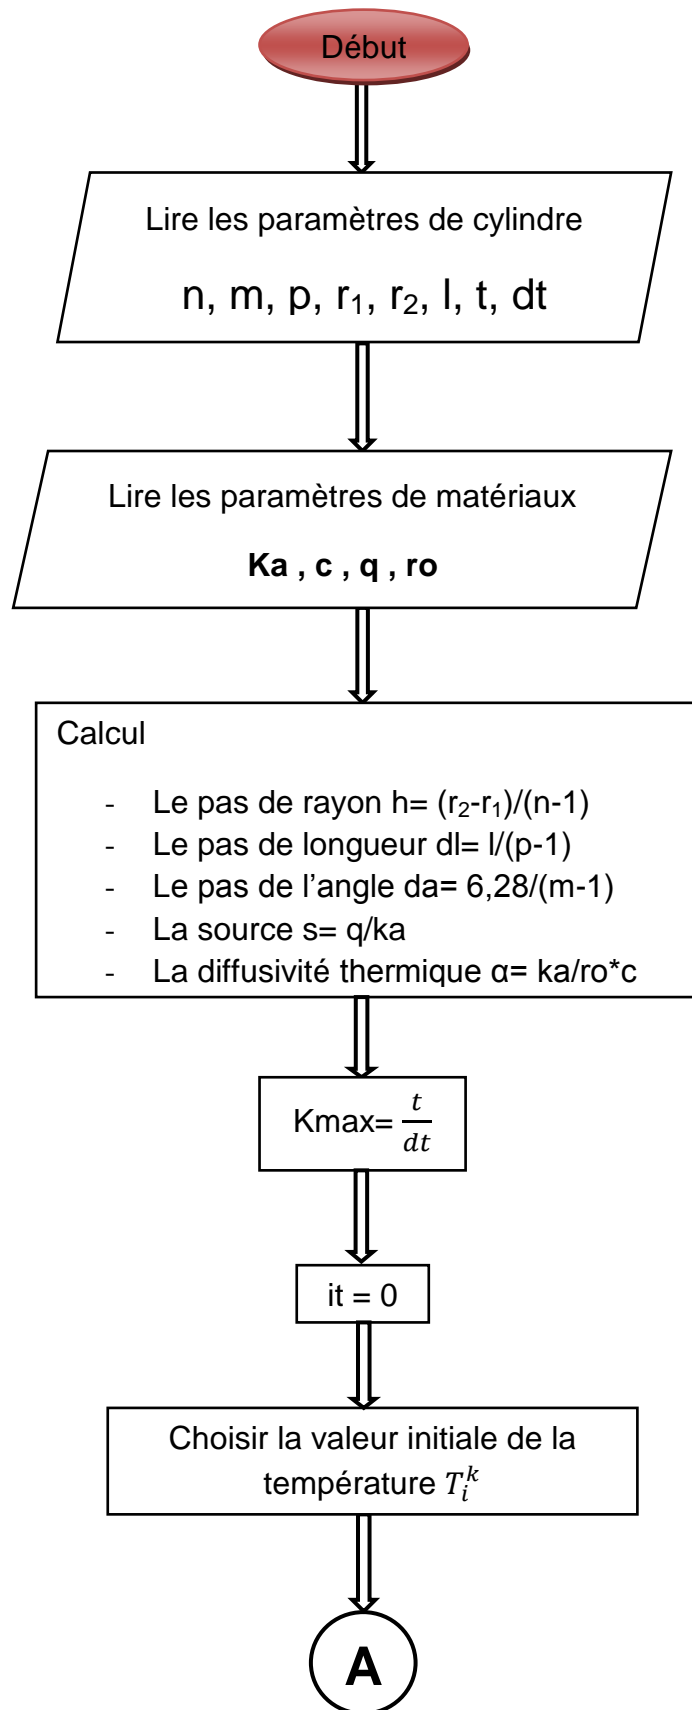 Début
Lire les paramètres de cylindre
n, m, p, r₁, r₂, l, t, dt
Lire les paramètres de matériaux
Ka , c , q , ro
Calcul
- Le pas de rayon h= (r₂-r₁)/(n-1)
- Le pas de longueur dl= l/(p-1)
- Le pas de l’angle da= 6,28/(m-1)
- La source s= q/ka
- La diffusivité thermique α= ka/ro*c
Kmax= t/dt
it = 0
Choisir la valeur initiale de la
température Tᵢᵏ
A